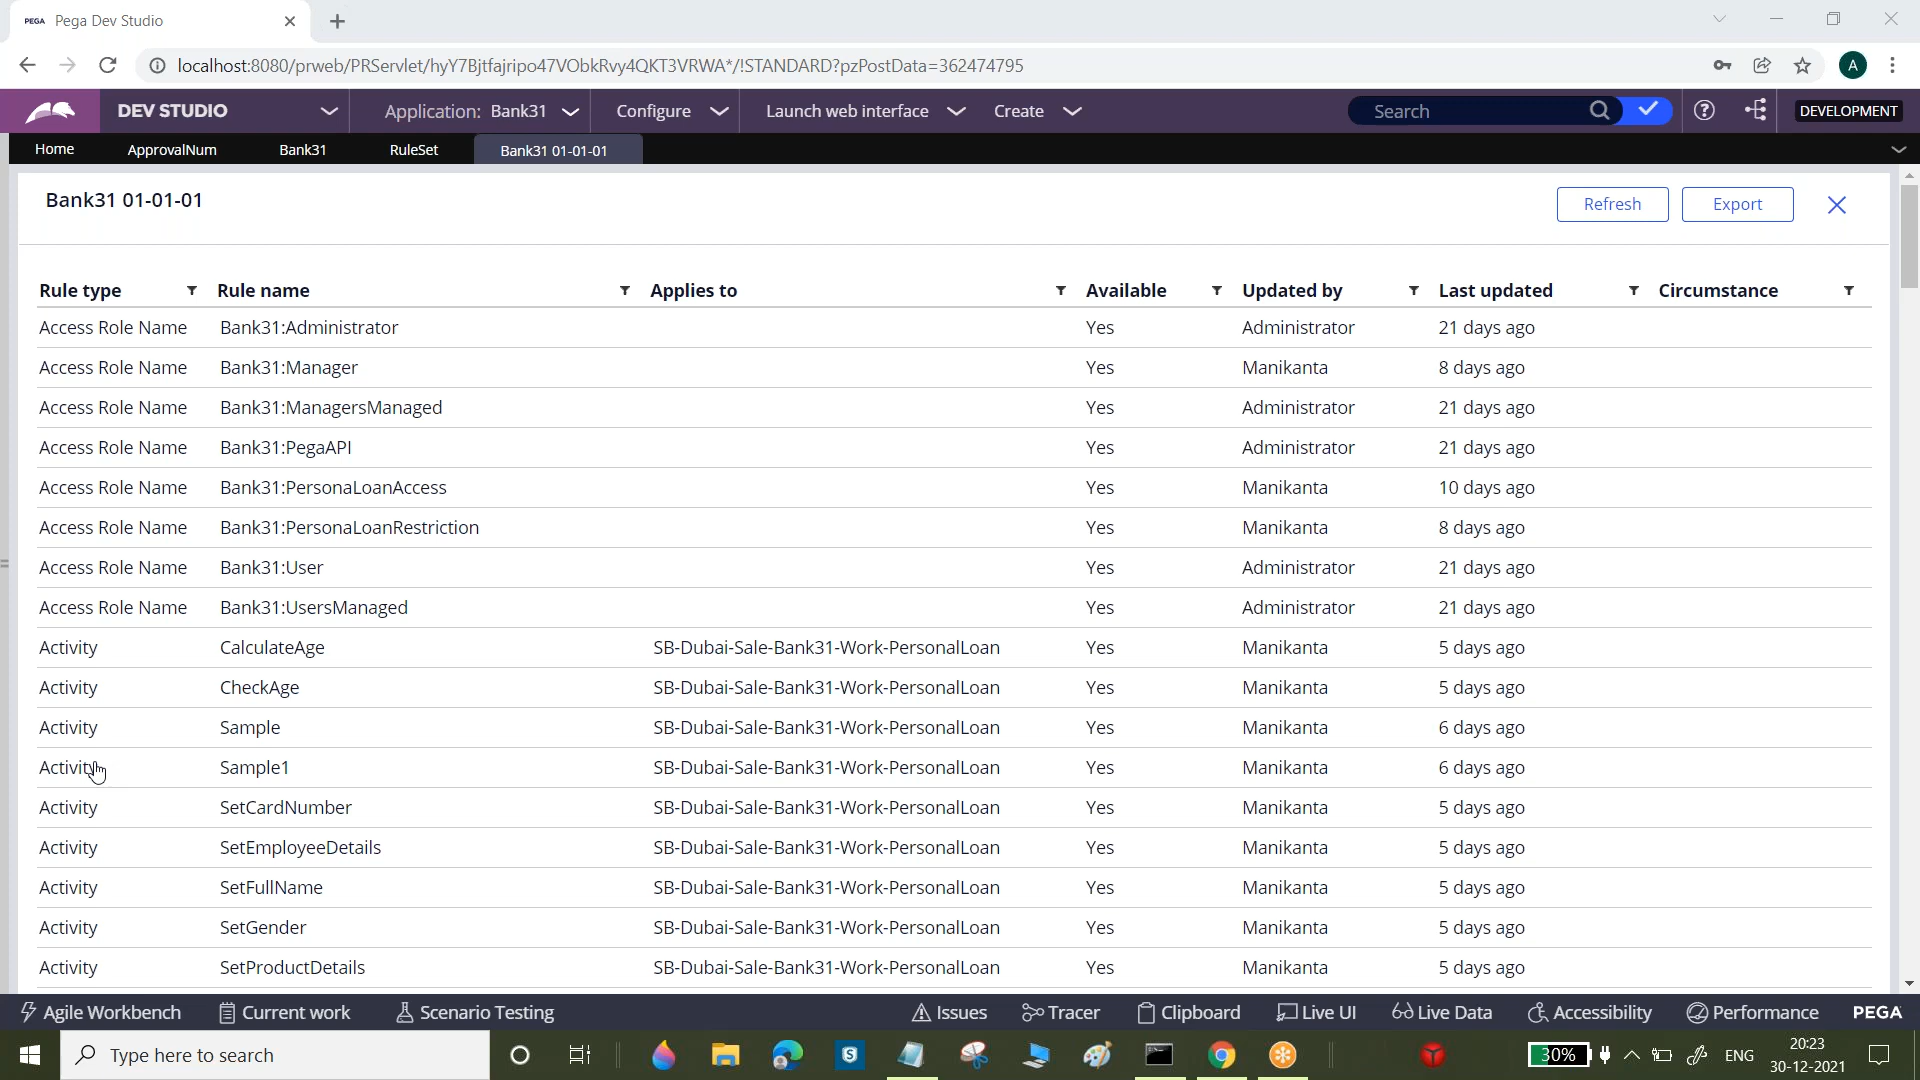 PEGA Pega Dev Studio
localhost:8080/prweb/PRServlet/hyY7Bjtfajripo47VObkRvy4QKT3VRWA*/!STANDARD?pzPostData=362474795
A
DEV STUDIO Application: Bank31 Configure Launch web interface Create Search DEVELOPMENT
Home ApprovalNum Bank31 RuleSet Bank31 01-01-01
Bank31 01-01-01 Refresh Export
Rule type Rule name Applies to Available Updated by Last updated Circumstance
Access Role Name Bank31:Administrator Yes Administrator 21 days ago
Access Role Name Bank31:Manager Yes Manikanta 8 days ago
Access Role Name Bank31:ManagersManaged Yes Administrator 21 days ago
Access Role Name Bank31:PegaAPI Yes Administrator 21 days ago
Access Role Name Bank31:PersonaLoanAccess Yes Manikanta 10 days ago
Access Role Name Bank31:PersonaLoanRestriction Yes Manikanta 8 days ago
Access Role Name Bank31:User Yes Administrator 21 days ago
Access Role Name Bank31:UsersManaged Yes Administrator 21 days ago
Activity CalculateAge SB-Dubai-Sale-Bank31-Work-PersonalLoan Yes Manikanta 5 days ago
Activity CheckAge SB-Dubai-Sale-Bank31-Work-PersonalLoan Yes Manikanta 5 days ago
Activity Sample SB-Dubai-Sale-Bank31-Work-PersonalLoan Yes Manikanta 6 days ago
Activity Sample1 SB-Dubai-Sale-Bank31-Work-PersonalLoan Yes Manikanta 6 days ago
Activity SetCardNumber SB-Dubai-Sale-Bank31-Work-PersonalLoan Yes Manikanta 5 days ago
Activity SetEmployeeDetails SB-Dubai-Sale-Bank31-Work-PersonalLoan Yes Manikanta 5 days ago
Activity SetFullName SB-Dubai-Sale-Bank31-Work-PersonalLoan Yes Manikanta 5 days ago
Activity SetGender SB-Dubai-Sale-Bank31-Work-PersonalLoan Yes Manikanta 5 days ago
Activity SetProductDetails SB-Dubai-Sale-Bank31-Work-PersonalLoan Yes Manikanta 5 days ago
Agile Workbench Current work Scenario Testing Issues Tracer Clipboard Live UI Live Data Accessibility Performance PEGA
Type here to search 30% ENG 20:23
30-12-2021